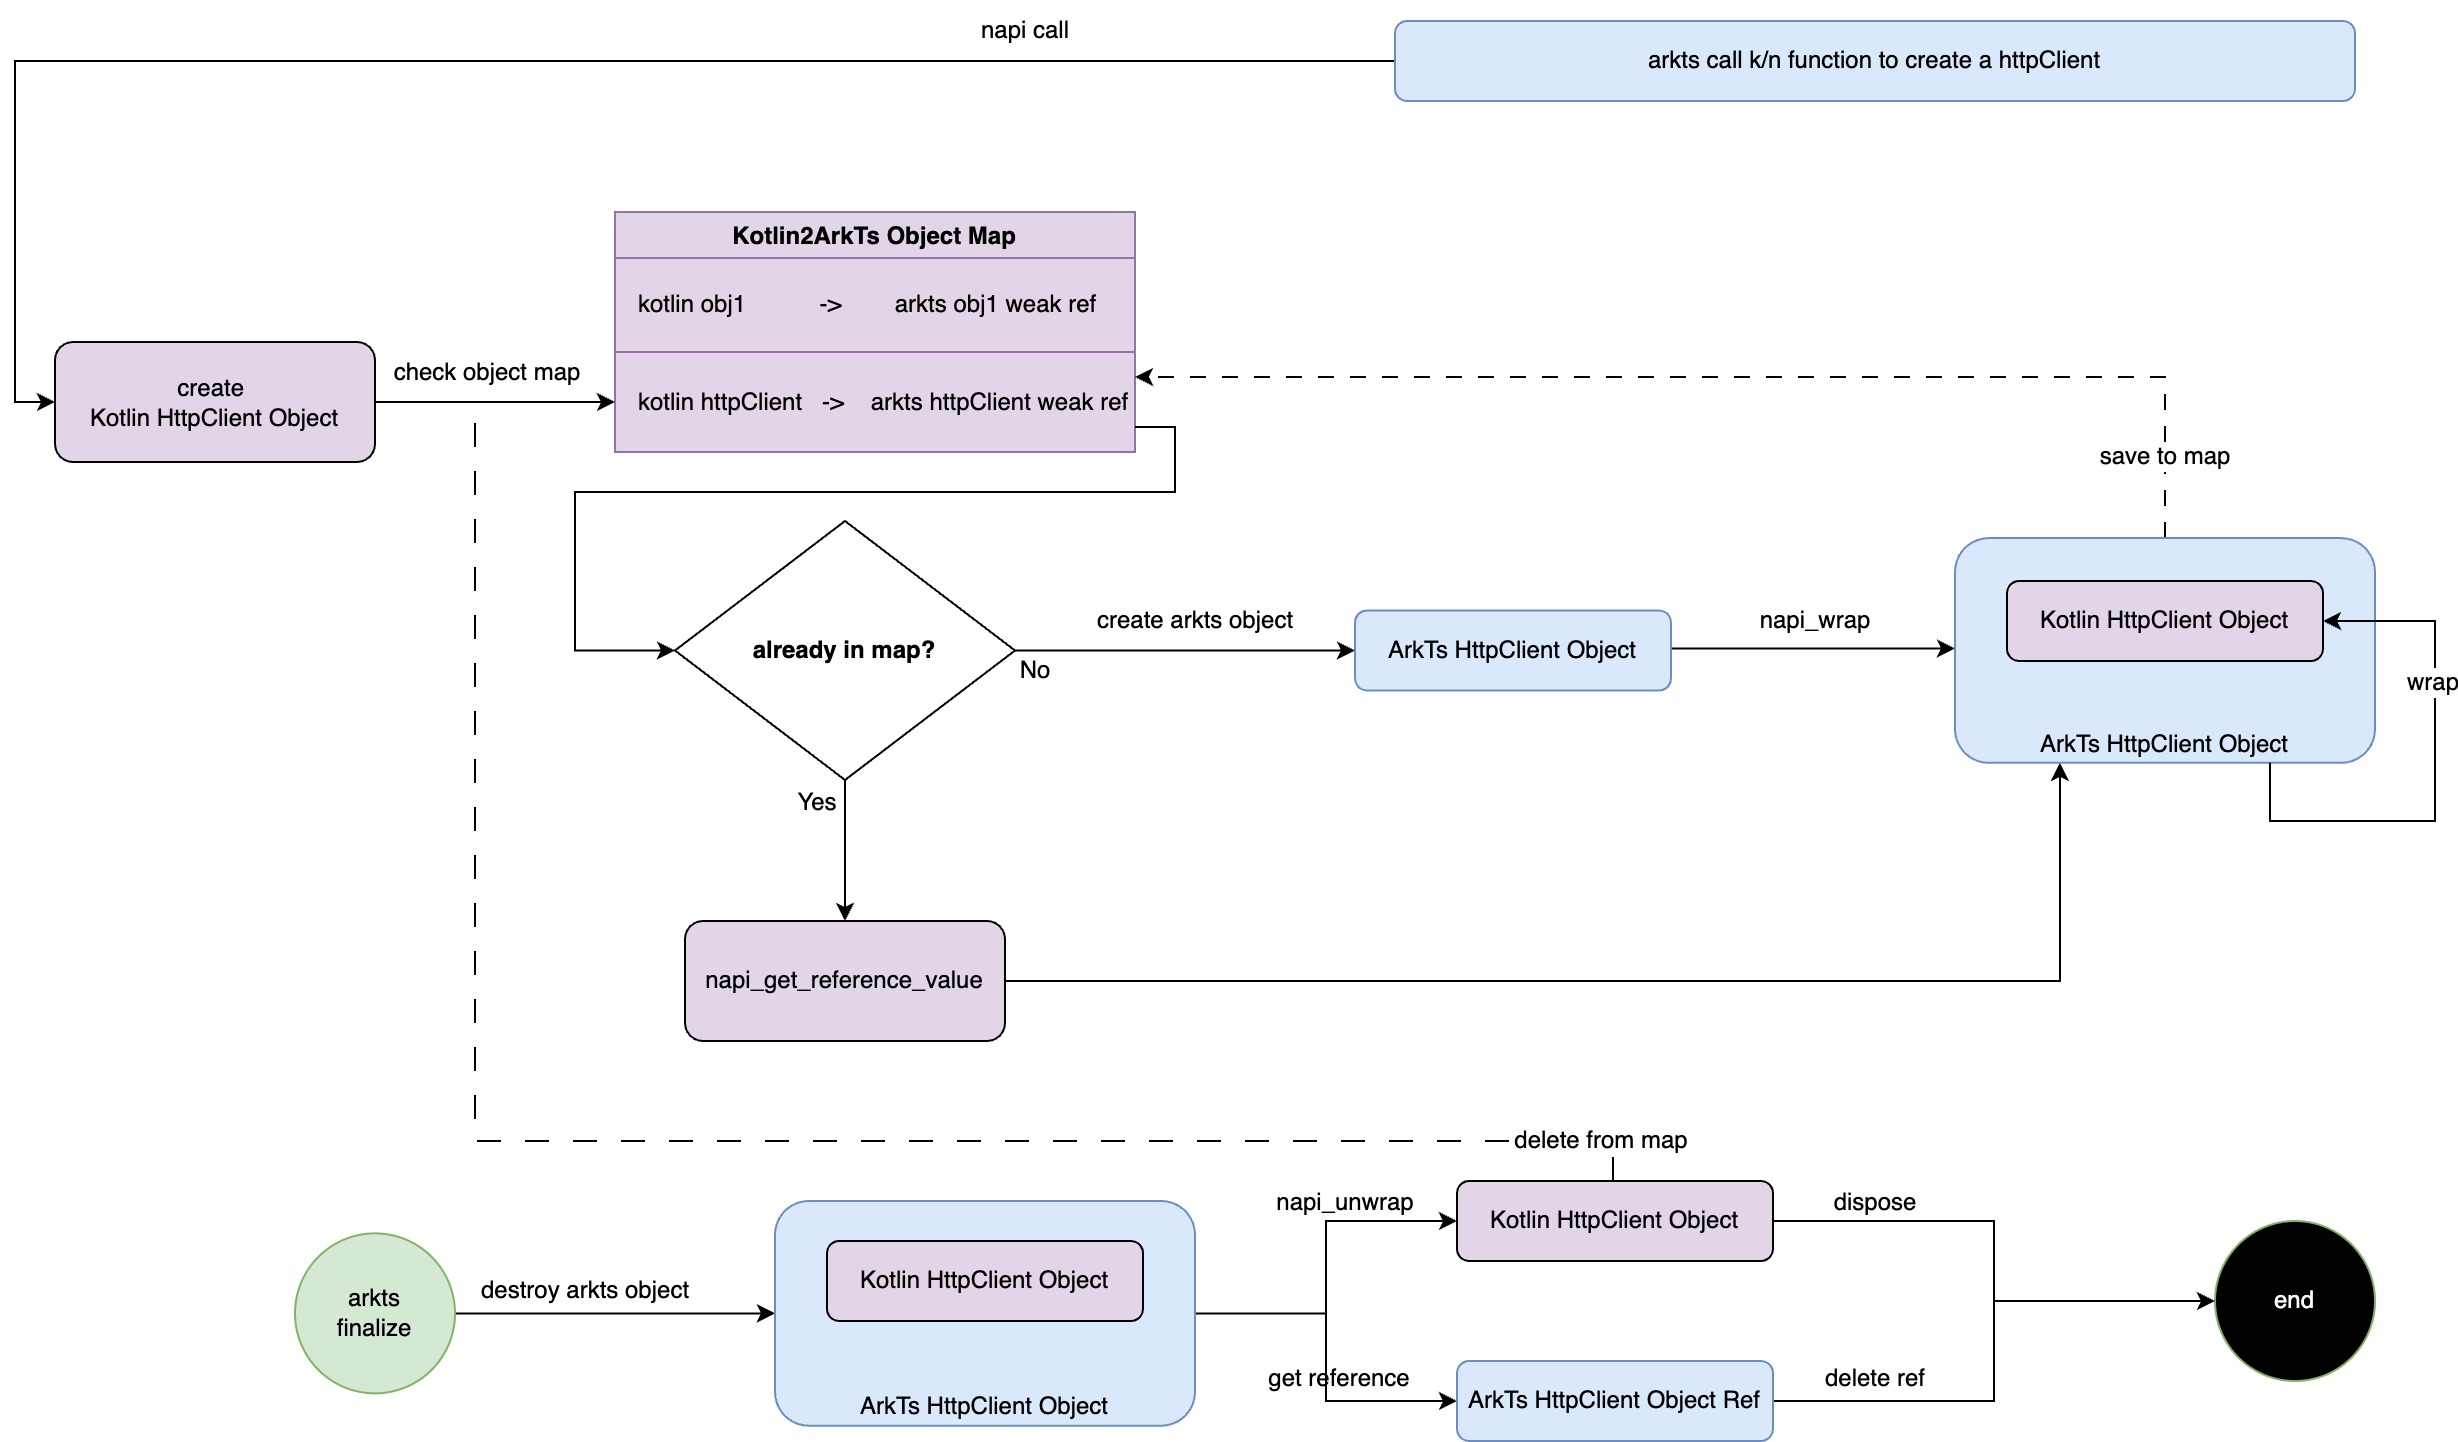 napi call
arkts call k/n function to create a httpClient
Kotlin2ArkTs Object Map
kotlin obj1 -> arkts obj1 weak ref
kotlin httpClient -> arkts httpClient weak ref
create
Kotlin HttpClient Object
check object map
save to map
already in map?
No
Yes
create arkts object
ArkTs HttpClient Object
napi_wrap
Kotlin HttpClient Object
ArkTs HttpClient Object
wrap
napi_get_reference_value
delete from map
arkts
finalize
destroy arkts object
Kotlin HttpClient Object
ArkTs HttpClient Object
napi_unwrap
Kotlin HttpClient Object
dispose
get reference
ArkTs HttpClient Object Ref
delete ref
end